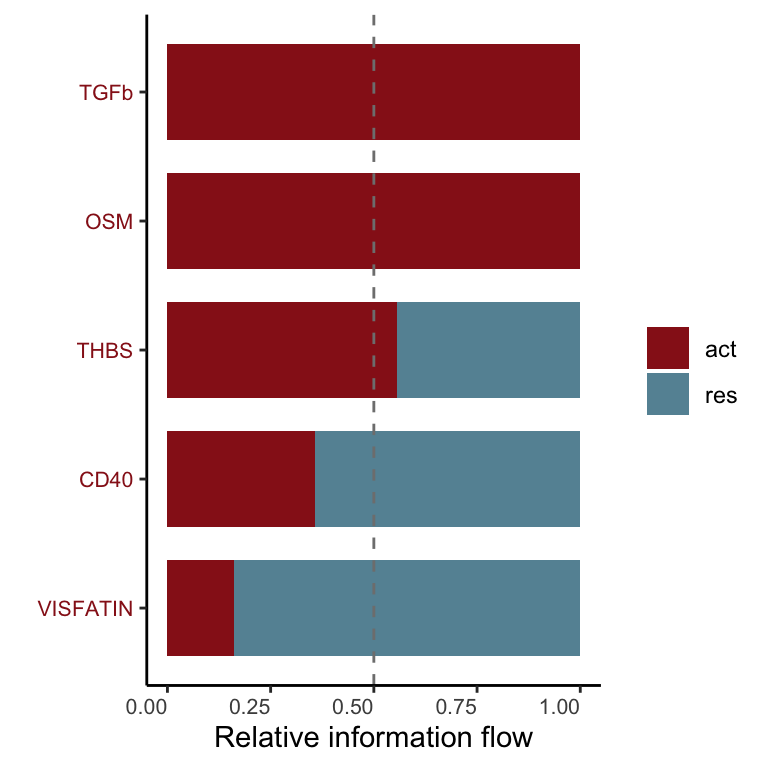 TGFb
OSM
THBS
CD40
VISFATIN
act
res
0.00 0.25 0.50 0.75 1.00
Relative information flow